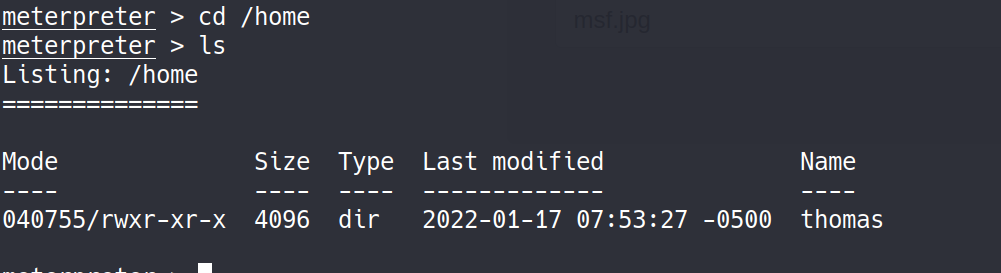 meterpreter > cd /home
msf.jpg
meterpreter > ls
Listing: /home
==============
Mode Size Type Last modified Name
---- ---- ---- ------------- ----
040755/rwxr-xr-x 4096 dir 2022-01-17 07:53:27 -0500 thomas
meterpreter >